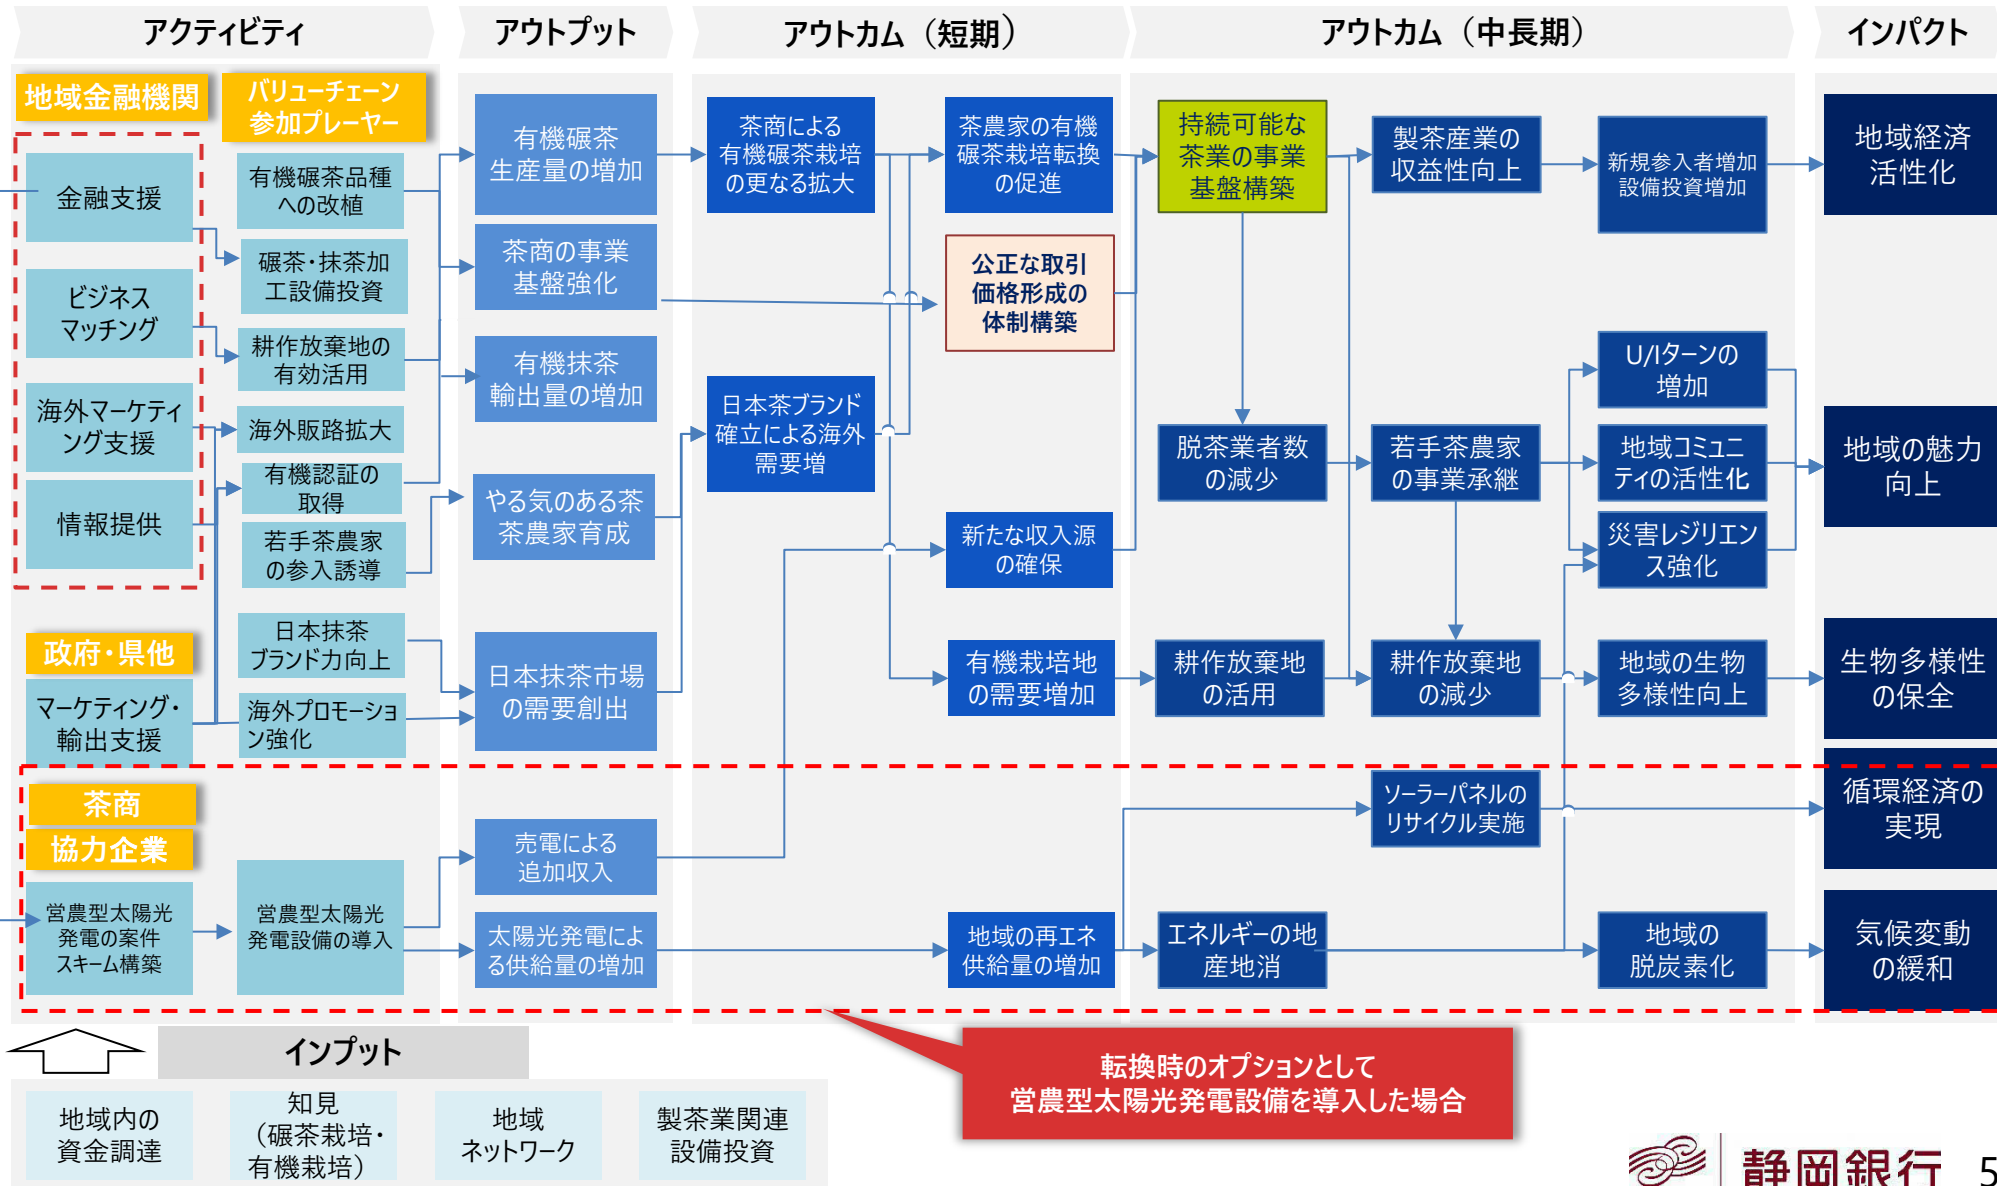 アクティビティ
アウトプット
アウトカム（短期）
アウトカム（中長期）
インパクト
地域金融機関
金融支援
ビジネス
マッチング
海外マーケティ
ング支援
情報提供
政府・県他
マーケティング・
輸出支援
茶商
協力企業
営農型太陽光
発電の案件
スキーム構築
バリューチェーン
参加プレーヤー
有機碾茶品種
への改植
碾茶・抹茶加
工設備投資
耕作放棄地の
有効活用
海外販路拡大
有機認証の
取得
若手茶農家
の参入誘導
日本抹茶
ブランド力向上
海外プロモーショ
ン強化
営農型太陽光
発電設備の導入
有機碾茶
生産量の増加
茶商の事業
基盤強化
有機抹茶
輸出量の増加
やる気のある茶
茶農家育成
日本抹茶市場
の需要創出
売電による
追加収入
太陽光発電によ
る供給量の増加
茶商による
有機碾茶栽培
の更なる拡大
日本茶ブランド
確立による海外
需要増
茶農家の有機
碾茶栽培転換
の促進
公正な取引
価格形成の
体制構築
新たな収入源
の確保
有機栽培地
の需要増加
地域の再エネ
供給量の増加
持続可能な
茶業の事業
基盤構築
脱茶業者数
の減少
耕作放棄地
の活用
エネルギーの地
産地消
製茶産業の
収益性向上
若手茶農家
の事業承継
耕作放棄地
の減少
ソーラーパネルの
リサイクル実施
新規参入者増加
設備投資増加
U/Iターンの
増加
地域コミュニ
ティの活性化
災害レジリエン
ス強化
地域の生物
多様性向上
地域の
脱炭素化
地域経済
活性化
地域の魅力
向上
生物多様性
の保全
循環経済の
実現
気候変動
の緩和
転換時のオプションとして
営農型太陽光発電設備を導入した場合
インプット
地域内の
資金調達
知見
（碾茶栽培・
有機栽培）
地域
ネットワーク
製茶業関連
設備投資
静岡銀行
5